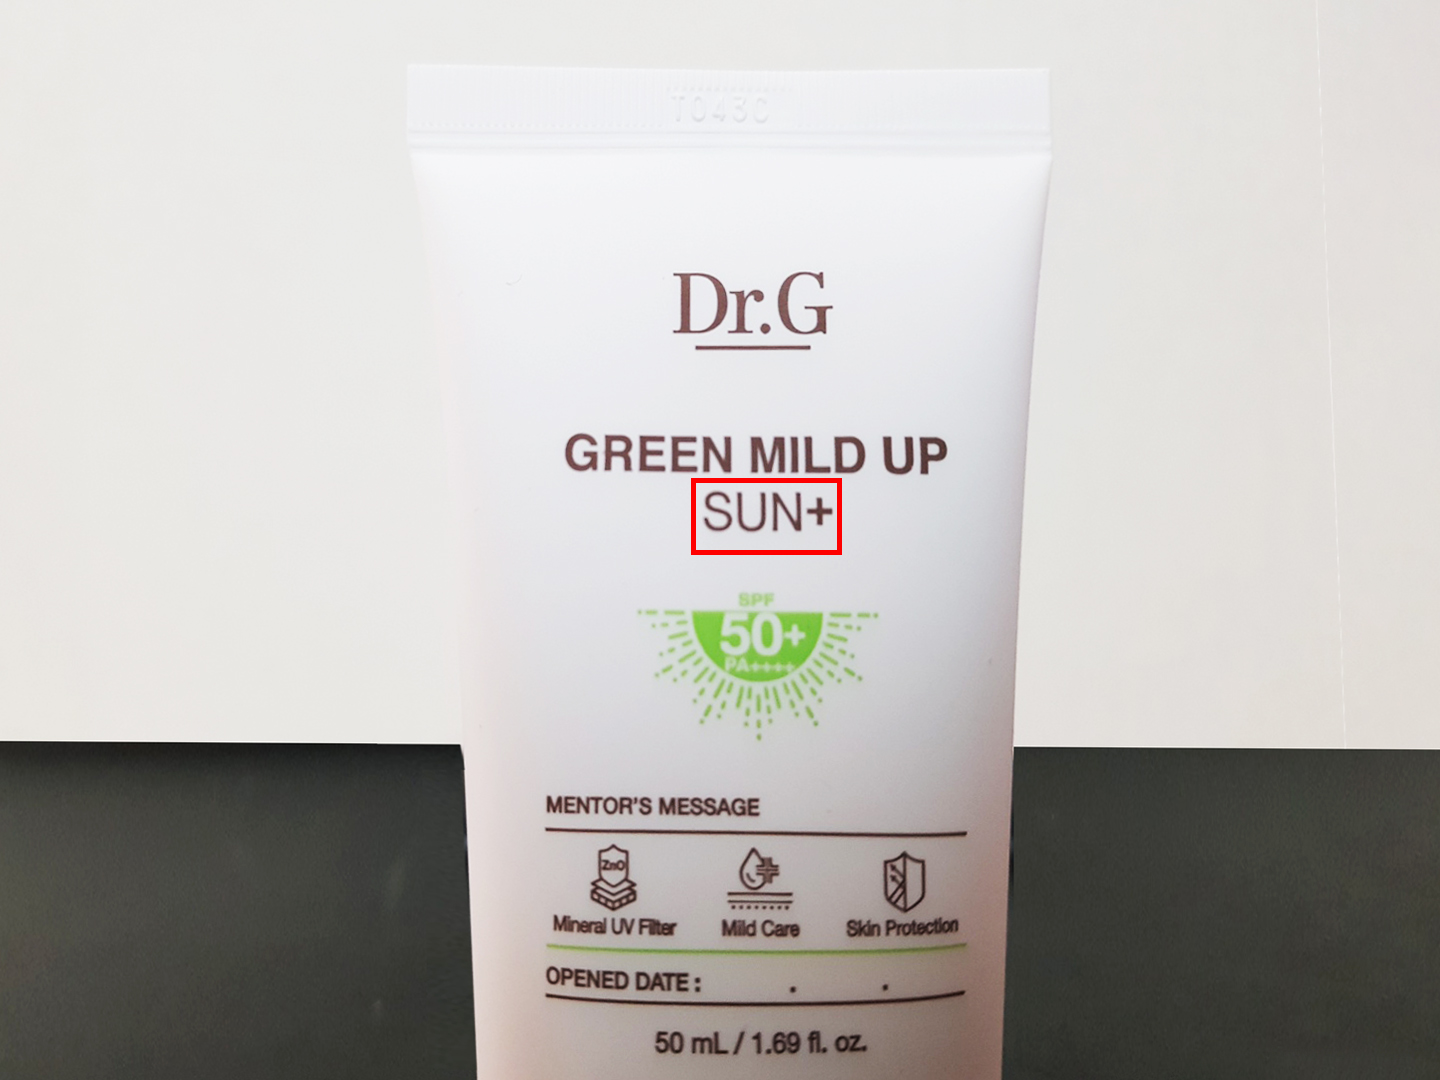 T043C
Dr.G
GREEN MILD UP
SUN+
SPF
50+
PA++++
MENTOR'S MESSAGE
ZnO
Mineral UV Filter
Mild Care
Skin Protection
OPENED DATE :      .      .
50 mL / 1.69 fl. oz.